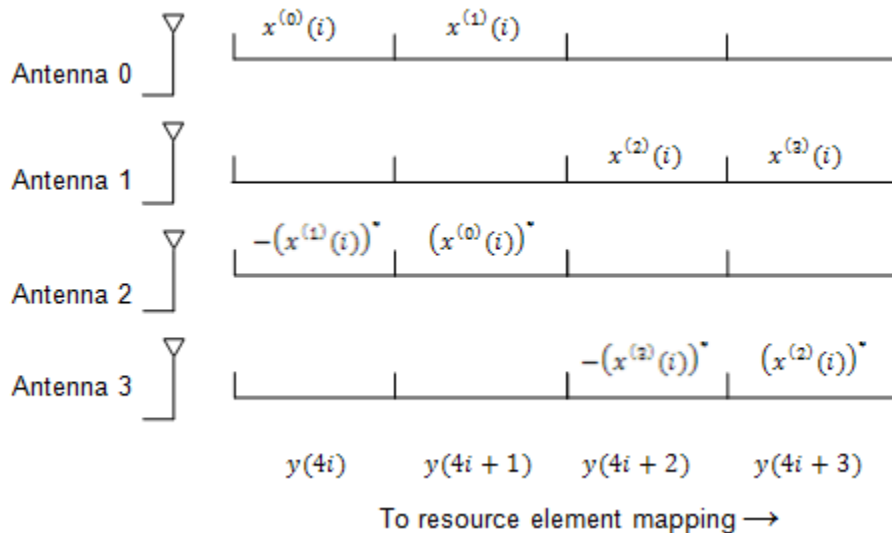 x⁽⁰⁾(i) x⁽¹⁾(i)
Antenna 0
x⁽²⁾(i) x⁽³⁾(i)
Antenna 1
−(x⁽¹⁾(i))* (x⁽⁰⁾(i))*
Antenna 2
−(x⁽³⁾(i))* (x⁽²⁾(i))*
Antenna 3
y(4i) y(4i + 1) y(4i + 2) y(4i + 3)
To resource element mapping →